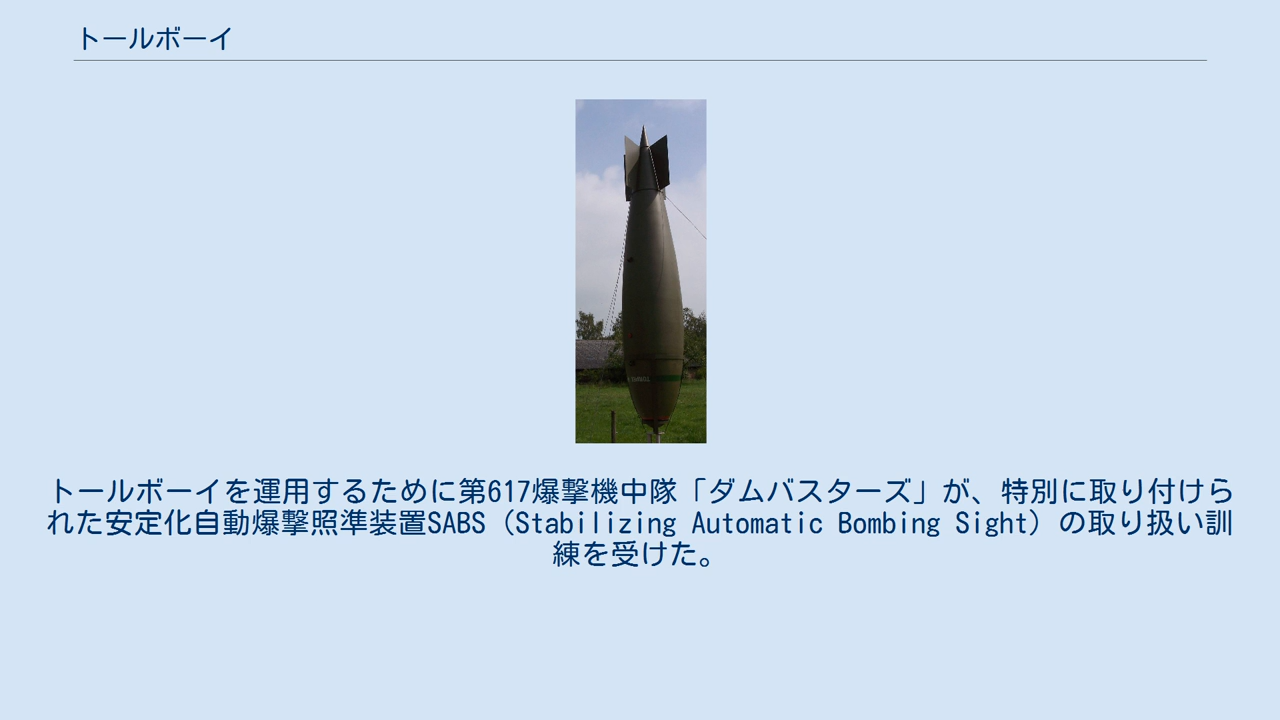 トールボーイ
トールボーイを運用するために第617爆撃機中隊「ダムバスターズ」が、特別に取り付けら
れた安定化自動爆撃照準装置SABS（Stabilizing Automatic Bombing Sight）の取り扱い訓
練を受けた。